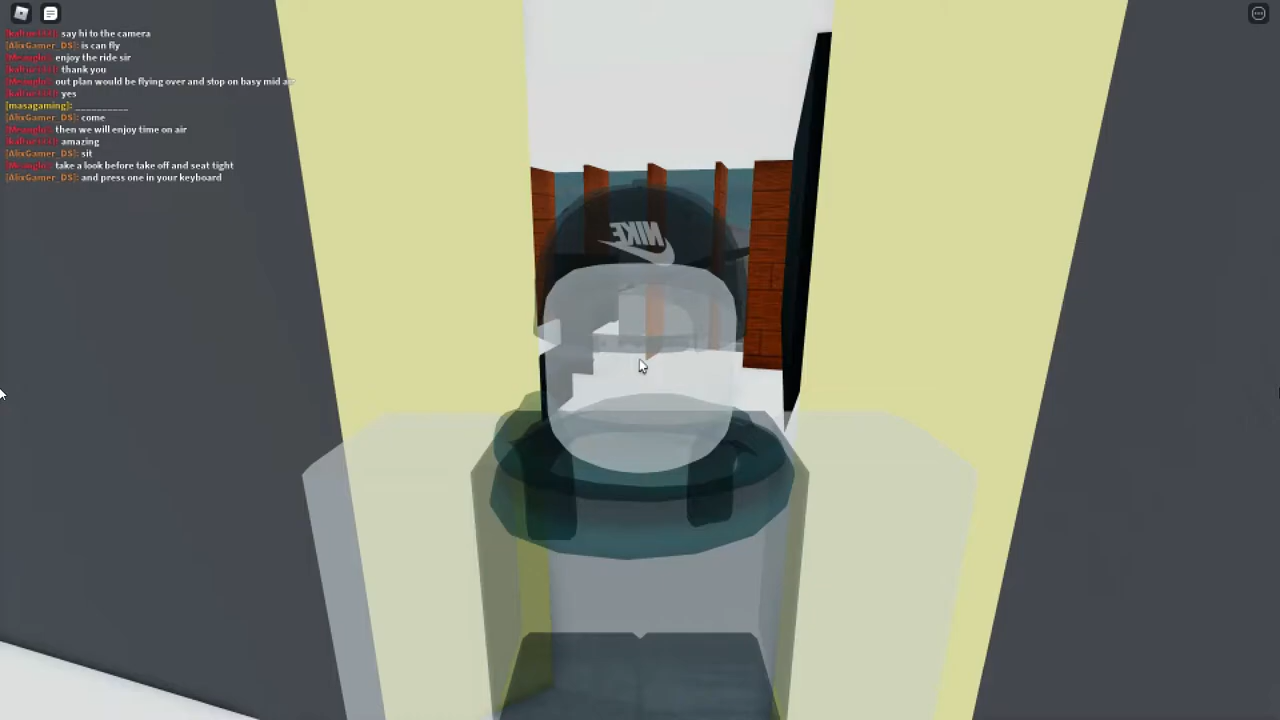 say hi to the camera
[AlixGamer_DS]: is can fly
enjoy the ride sir
thank you
out plan would be flying over and stop on basy mid air
yes
[masagaming]: __________
[AlixGamer_DS]: come
then we will enjoy time on air
amazing
[AlixGamer_DS]: sit
take a look before take off and seat tight
[AlixGamer_DS]: and press one in your keyboard
NIKE